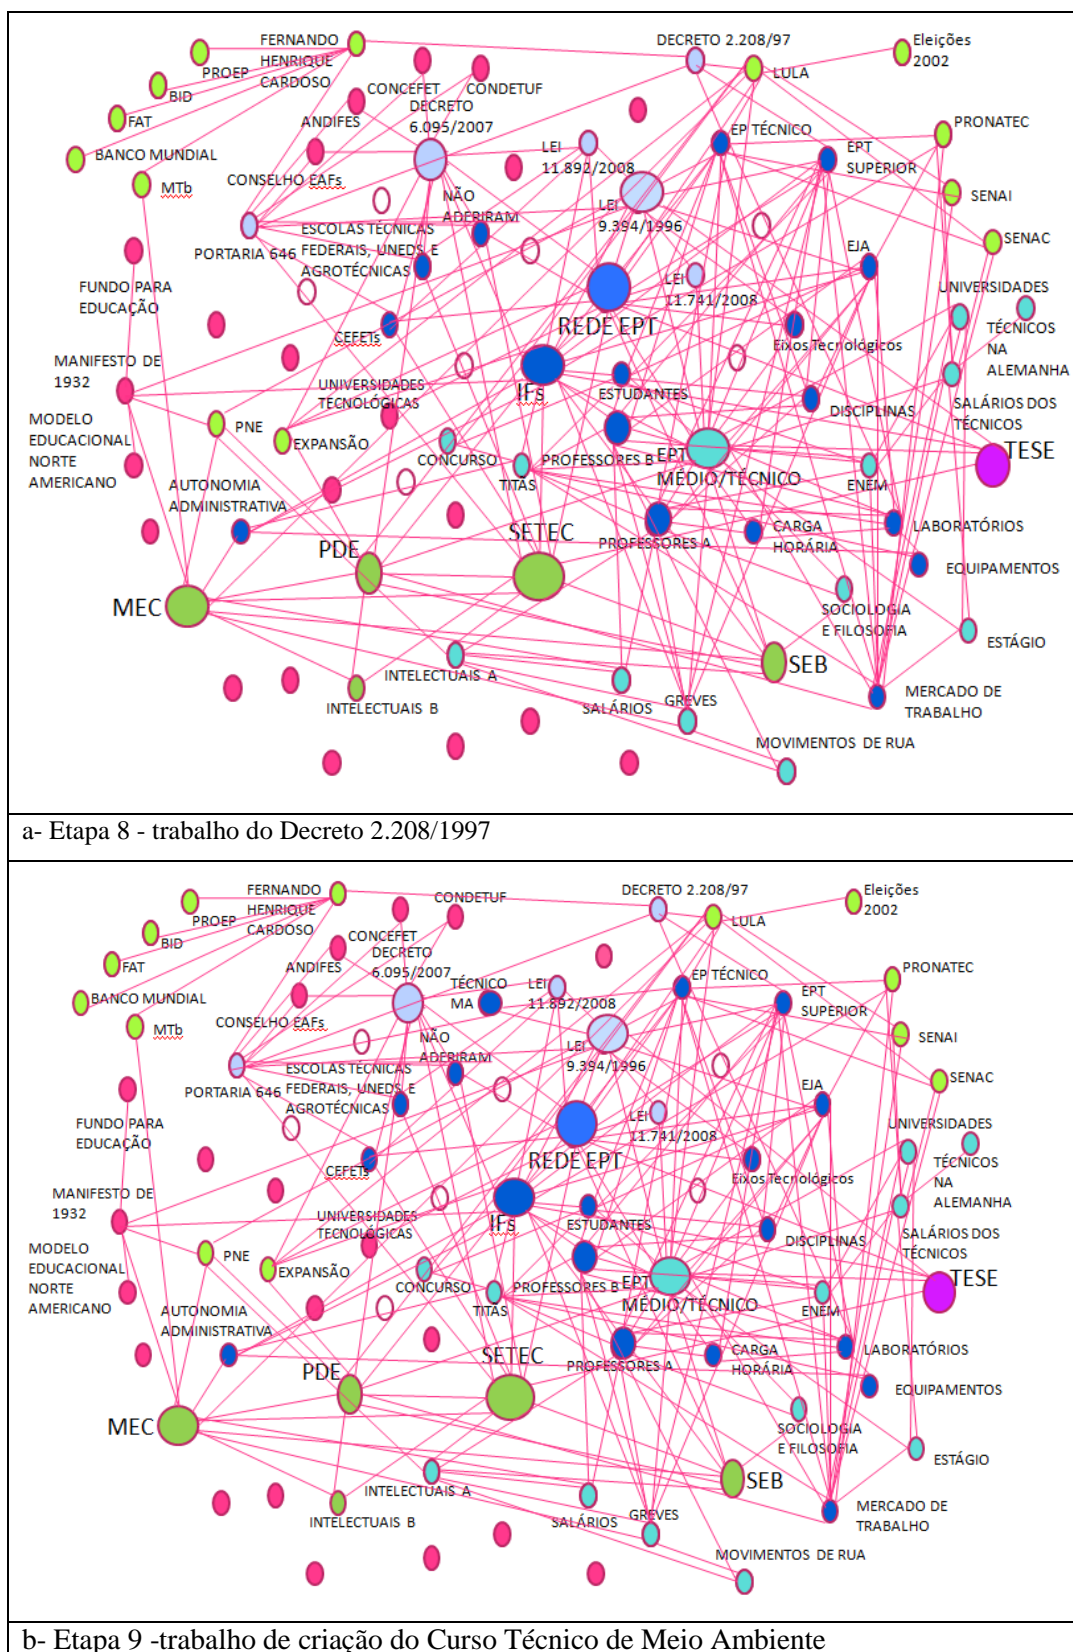 FERNANDO
HENRIQUE
CARDOSO
PROEP
BID
FAT
BANCO MUNDIAL
MTb
CONCEFET
CONDETUF
DECRETO
6.095/2007
ANDIFES
CONSELHO EAFs
DECRETO 2.208/97
LULA
Eleições
2002
EP TÉCNICO
EPT
SUPERIOR
PRONATEC
SENAI
SENAC
LEI
11.892/2008
LEI
9.394/1996
NÃO
ADERIRAM
PORTARIA 646
ESCOLAS TÉCNICAS
FEDERAIS, UNEDS E
AGROTÉCNICAS
EJA
UNIVERSIDADES
LEI
11.741/2008
FUNDO PARA
EDUCAÇÃO
REDE EPT
CEFETs
Eixos Tecnológicos
TÉCNICOS
NA
ALEMANHA
MANIFESTO DE
1932
UNIVERSIDADES
TECNOLÓGICAS
IFs
ESTUDANTES
DISCIPLINAS
SALÁRIOS DOS
TÉCNICOS
MODELO
EDUCACIONAL
NORTE
AMERICANO
PNE
EXPANSÃO
CONCURSO
TITÃS
PROFESSORES B
EPT
MÉDIO/TÉCNICO
ENEM
TESE
AUTONOMIA
ADMINISTRATIVA
PDE
SETEC
PROFESSORES A
CARGA
HORÁRIA
LABORATÓRIOS
EQUIPAMENTOS
MEC
SOCIOLOGIA
E FILOSOFIA
ESTÁGIO
INTELECTUAIS A
SEB
INTELECTUAIS B
SALÁRIOS
GREVES
MERCADO DE
TRABALHO
MOVIMENTOS DE RUA
a- Etapa 8 - trabalho do Decreto 2.208/1997
FERNANDO
HENRIQUE
CARDOSO
PROEP
BID
FAT
BANCO MUNDIAL
MTb
CONDETUF
CONCEFET
DECRETO
6.095/2007
ANDIFES
CONSELHO EAFs
TÉCNICO
MA
DECRETO 2.208/97
LULA
Eleições
2002
EP TÉCNICO
EPT
SUPERIOR
PRONATEC
SENAI
SENAC
LEI
11.892/2008
LEI
9.394/1996
NÃO
ADERIRAM
PORTARIA 646
ESCOLAS TÉCNICAS
FEDERAIS, UNEDS E
AGROTÉCNICAS
EJA
UNIVERSIDADES
LEI
11.741/2008
FUNDO PARA
EDUCAÇÃO
REDE EPT
CEFETs
Eixos Tecnológicos
TÉCNICOS
NA
ALEMANHA
MANIFESTO DE
1932
UNIVERSIDADES
TECNOLÓGICAS
IFs
ESTUDANTES
DISCIPLINAS
SALÁRIOS DOS
TÉCNICOS
MODELO
EDUCACIONAL
NORTE
AMERICANO
PNE
EXPANSÃO
CONCURSO
TITÃS
PROFESSORES B
EPT
MÉDIO/TÉCNICO
ENEM
TESE
AUTONOMIA
ADMINISTRATIVA
PDE
SETEC
PROFESSORES A
CARGA
HORÁRIA
LABORATÓRIOS
EQUIPAMENTOS
MEC
SOCIOLOGIA
E FILOSOFIA
ESTÁGIO
INTELECTUAIS A
SEB
INTELECTUAIS B
SALÁRIOS
GREVES
MERCADO DE
TRABALHO
MOVIMENTOS DE RUA
b- Etapa 9 -trabalho de criação do Curso Técnico de Meio Ambiente